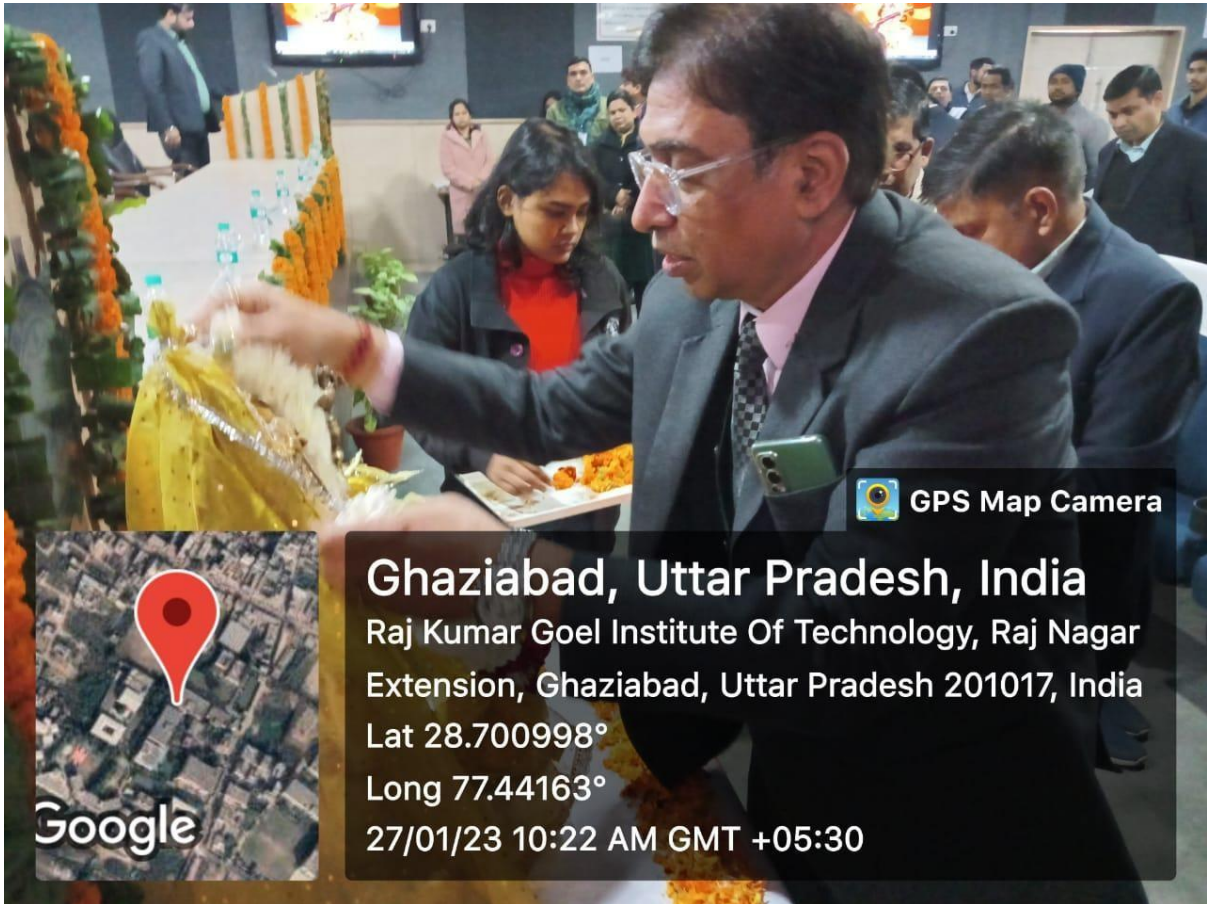 GPS Map Camera
Ghaziabad, Uttar Pradesh, India
Raj Kumar Goel Institute Of Technology, Raj Nagar
Extension, Ghaziabad, Uttar Pradesh 201017, India
Lat 28.700998°
Long 77.44163°
27/01/23 10:22 AM GMT +05:30
Google